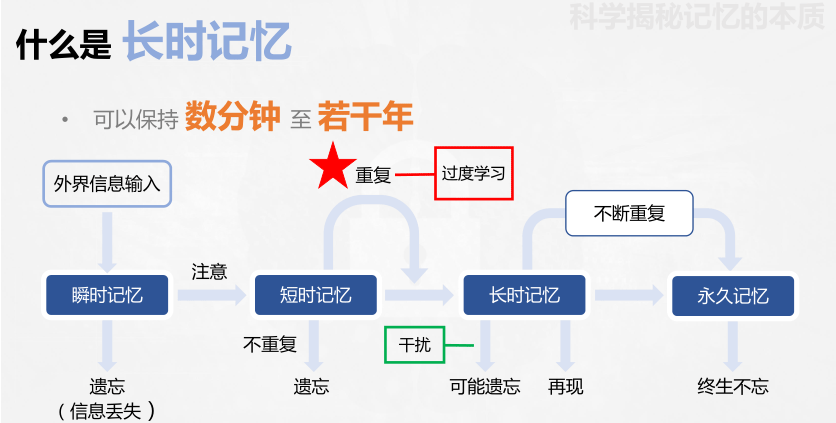 科学揭秘记忆的本质
什么是 长时记忆
• 可以保持 数分钟 至 若干年
重复
过度学习
外界信息输入
不断重复
注意
瞬时记忆
短时记忆
长时记忆
永久记忆
不重复
干扰
遗忘
（信息丢失）
遗忘
可能遗忘
再现
终生不忘